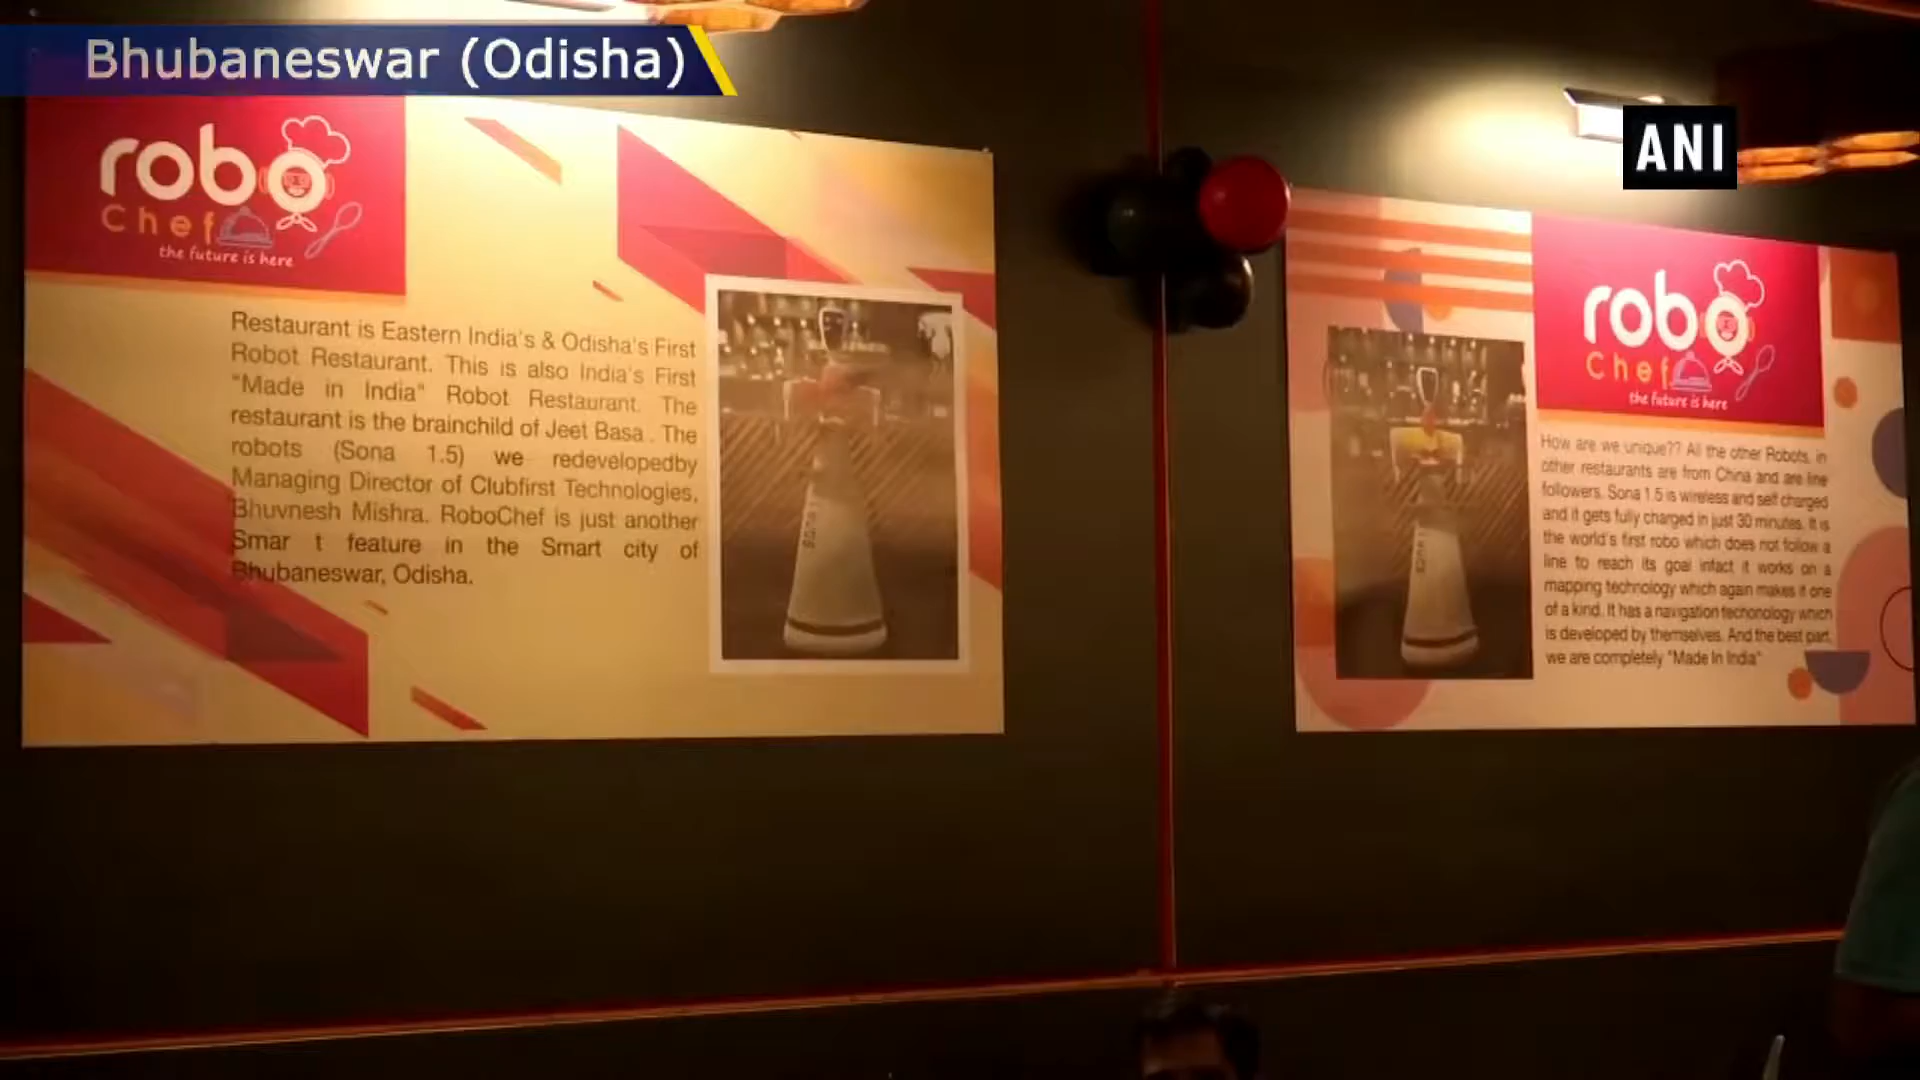 Bhubaneswar (Odisha)
ANI
robo
Chef
the future is here
Restaurant is Eastern India's & Odisha's First
Robot Restaurant. This is also India's First
"Made in India" Robot Restaurant. The
restaurant is the brainchild of Jeet Basa . The
robots (Sona 1.5) we redevelopedby
Managing Director of Clubfirst Technologies,
Bhuvnesh Mishra. RoboChef is just another
Smar t feature in the Smart city of
Bhubaneswar, Odisha.
robo
Chef
the future is here
How are we unique?? All the other Robots, in
other restaurants are from China and are line
followers. Sona 1.5 is wireless and self charged
and it gets fully charged in just 30 minutes. It is
the world's first robo which does not follow a
line to reach its goal infact it works on a
mapping technology which again makes it one
of a kind. It has a navigation techonology which
is developed by themselves. And the best part,
we are completely "Made In India"